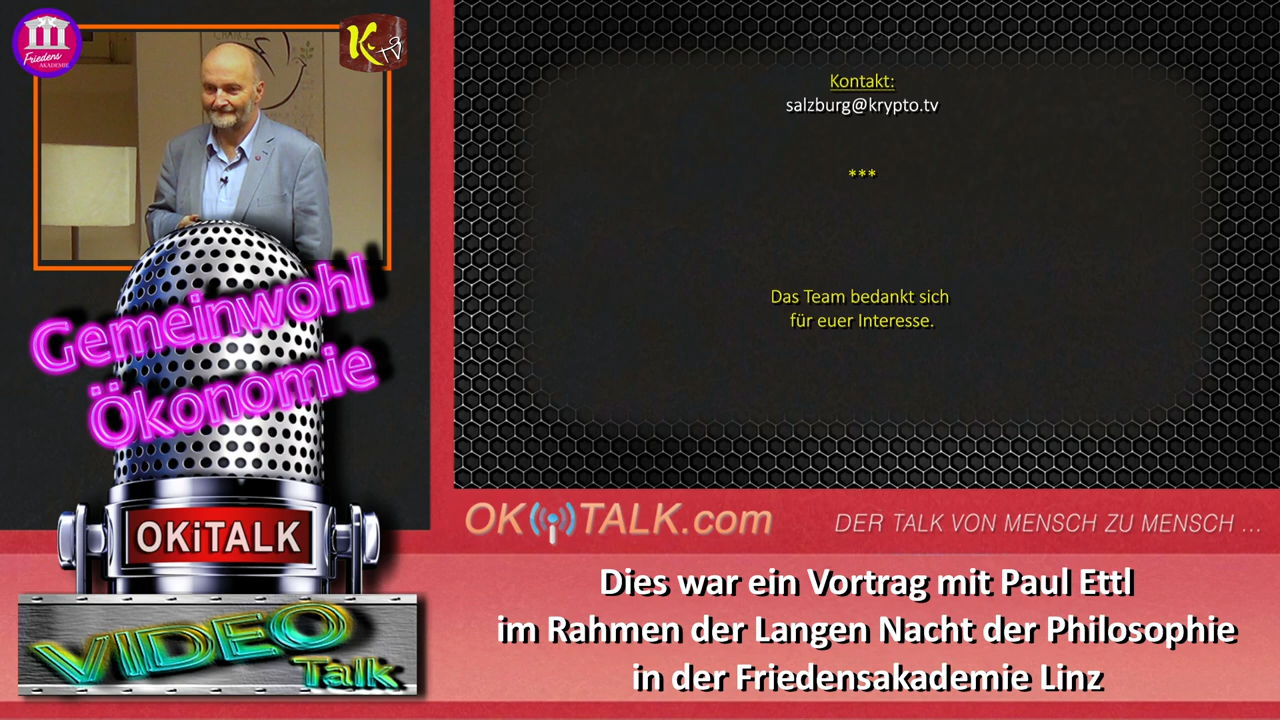 Friedens
AKADEMIE
K
TV
Gemeinwohl
Ökonomie
OKiTALK
VIDEO
Talk
Kontakt:
salzburg@krypto.tv
***
Das Team bedankt sich
für euer Interesse.
OKiTALK.com
DER TALK VON MENSCH ZU MENSCH ...
Dies war ein Vortrag mit Paul Ettl
im Rahmen der Langen Nacht der Philosophie
in der Friedensakademie Linz